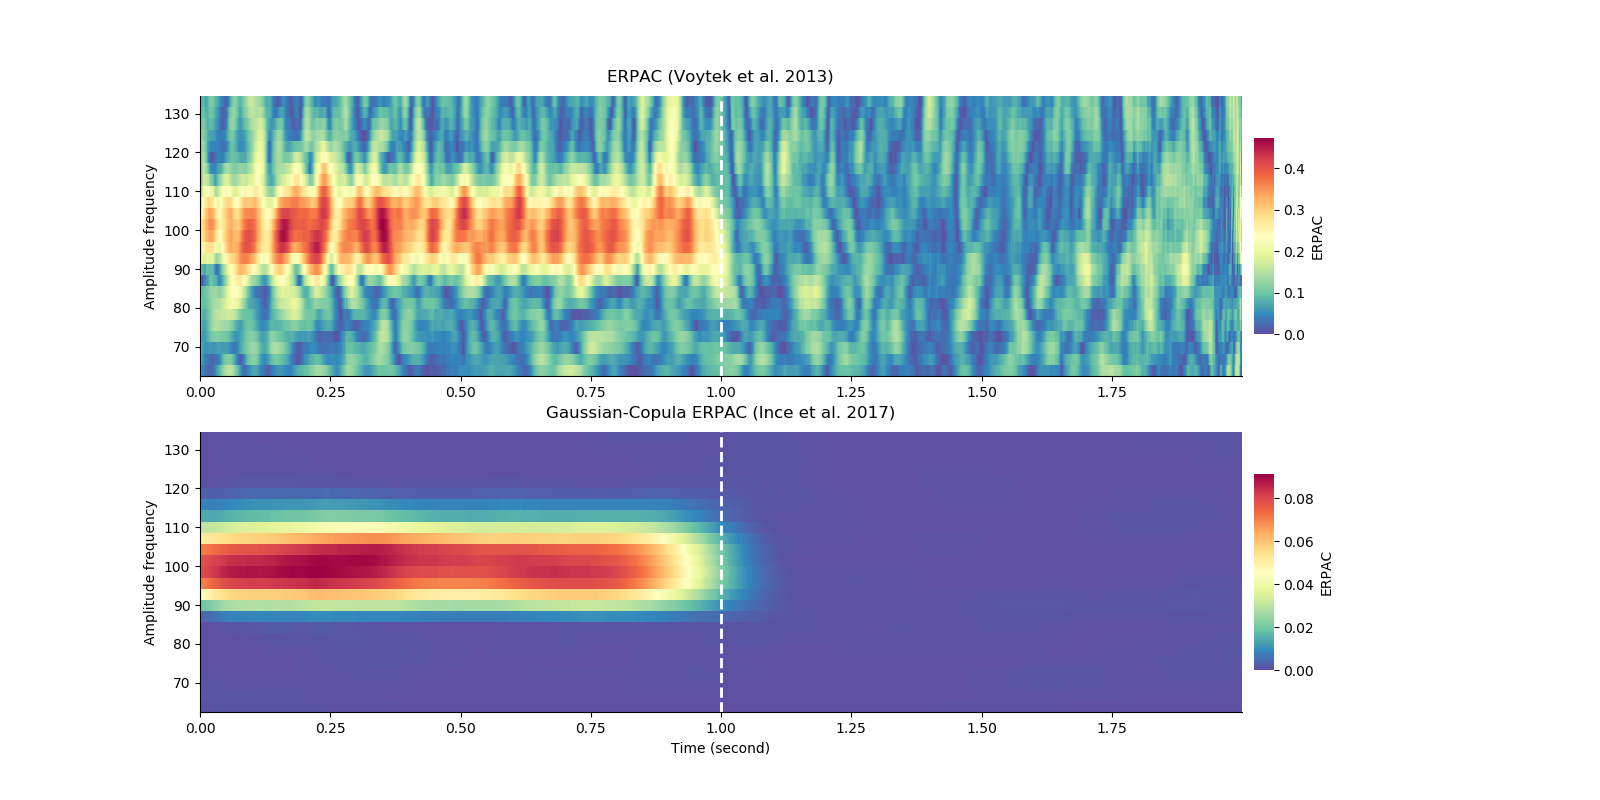 ERPAC (Voytek et al. 2013)
Amplitude frequency
130
120
110
100
90
80
70
0.00 0.25 0.50 0.75 1.00 1.25 1.50 1.75
0.4
0.3
0.2
0.1
0.0
ERPAC
Gaussian-Copula ERPAC (Ince et al. 2017)
Amplitude frequency
130
120
110
100
90
80
70
0.00 0.25 0.50 0.75 1.00 1.25 1.50 1.75
Time (second)
0.08
0.06
0.04
0.02
0.00
ERPAC